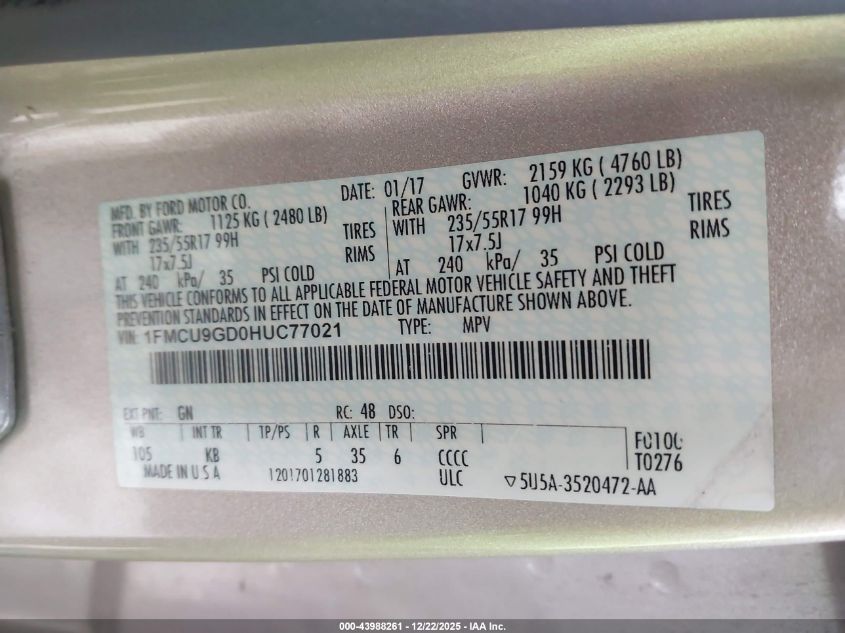 MFD. BY FORD MOTOR CO.
DATE: 01/17 GVWR: 2159 KG ( 4760 LB)
FRONT GAWR: 1125 KG ( 2480 LB)
WITH 235/55R17 99H TIRES
17x7.5J RIMS
AT 240 kPa/ 35 PSI COLD
REAR GAWR: 1040 KG ( 2293 LB)
WITH 235/55R17 99H TIRES
17x7.5J RIMS
AT 240 kPa/ 35 PSI COLD
THIS VEHICLE CONFORMS TO ALL APPLICABLE FEDERAL MOTOR VEHICLE SAFETY AND THEFT
PREVENTION STANDARDS IN EFFECT ON THE DATE OF MANUFACTURE SHOWN ABOVE.
VIN: 1FMCU9GD0HUC77021 TYPE: MPV
EXT PNT: GN RC: 48 DSO:
WB INT TR TP/PS R AXLE TR SPR
105 KB 5 35 6 CCCC
F0100
T0276
MADE IN U S A 1201701281883 ULC ▽5U5A-3520472-AA
000-43988261 - 12/22/2025 - IAA Inc.